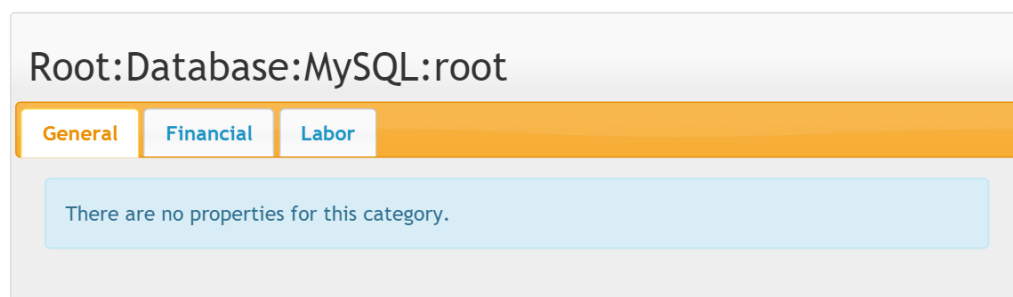 Root:Database:MySQL:root
General Financial Labor
There are no properties for this category.